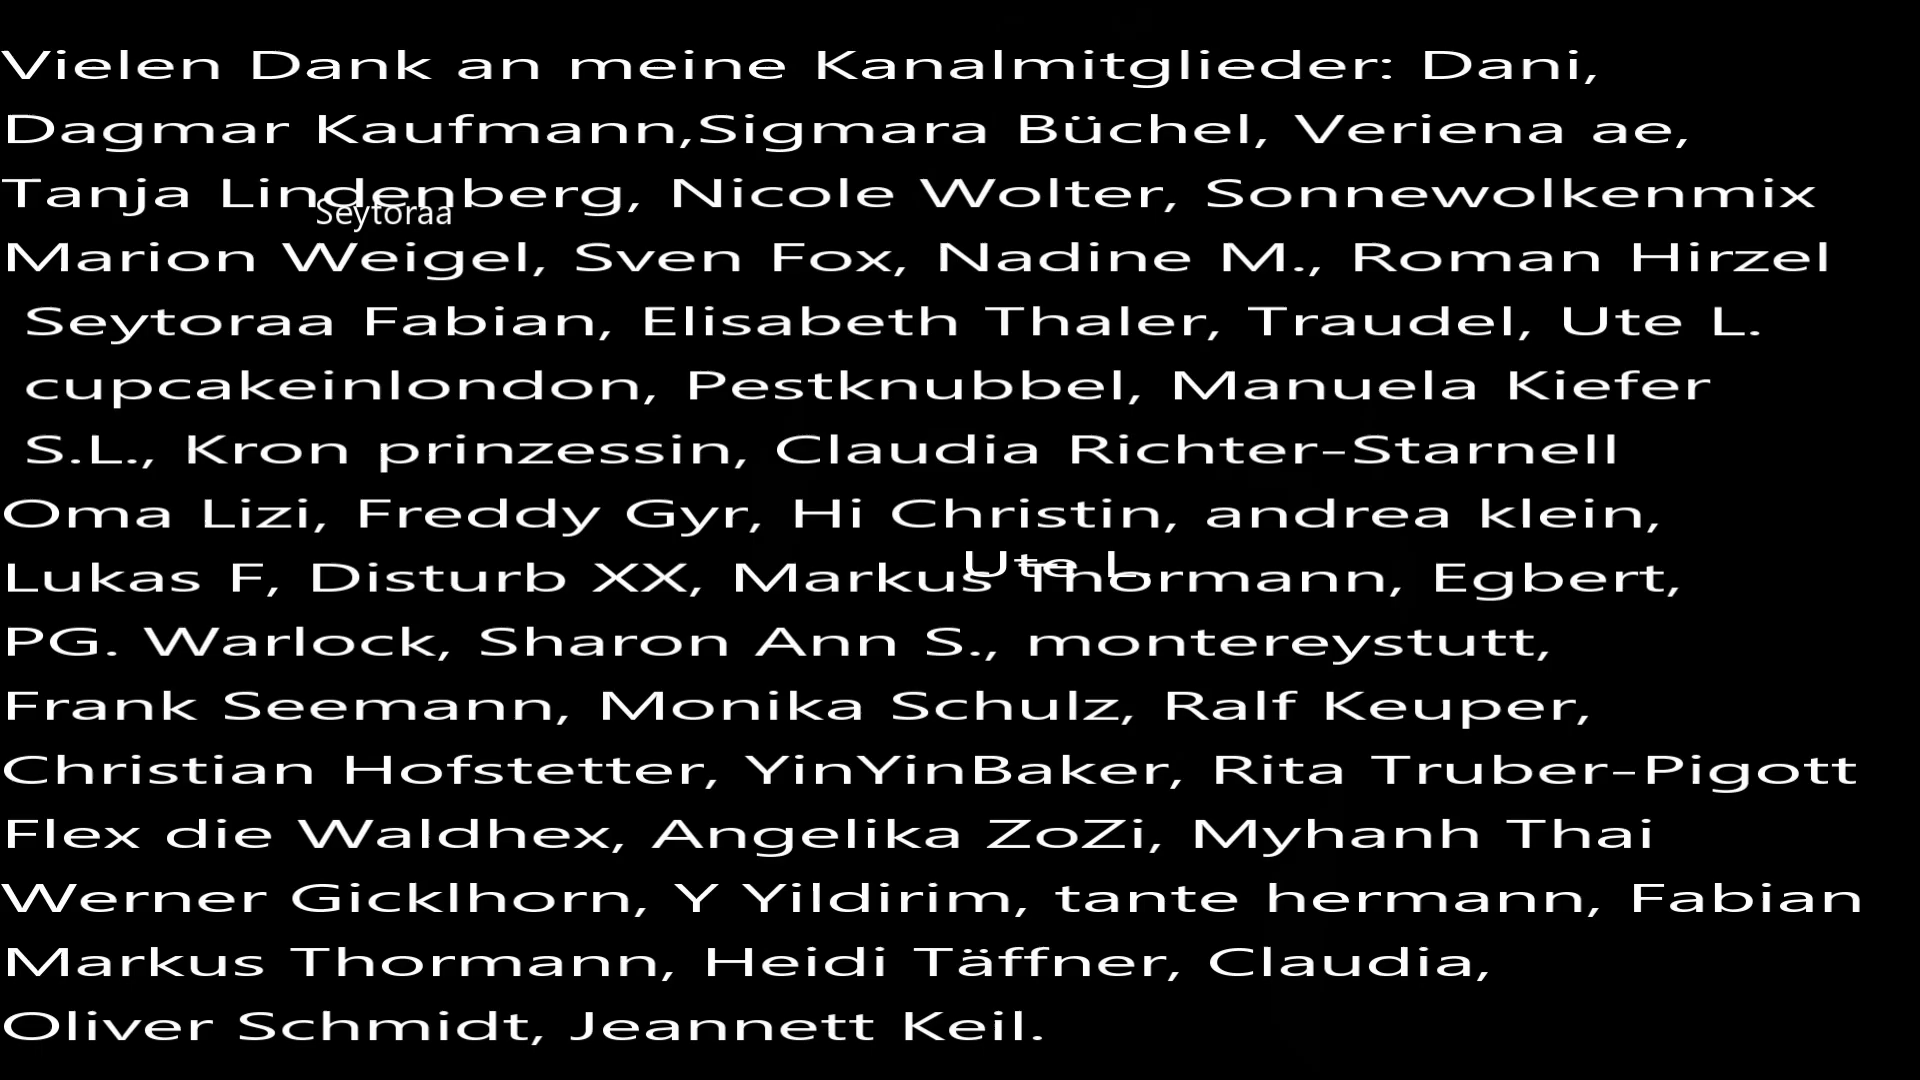 Vielen Dank an meine Kanalmitglieder: Dani,
Dagmar Kaufmann,Sigmara Büchel, Veriena ae,
Tanja Lindenberg, Nicole Wolter, Sonnewolkenmix
Seytoraa
Marion Weigel, Sven Fox, Nadine M., Roman Hirzel
Seytoraa Fabian, Elisabeth Thaler, Traudel, Ute L.
cupcakeinlondon, Pestknubbel, Manuela Kiefer
S.L., Kron prinzessin, Claudia Richter-Starnell
Oma Lizi, Freddy Gyr, Hi Christin, andrea klein,
Ute L.
Lukas F, Disturb XX, Markus Thormann, Egbert,
PG. Warlock, Sharon Ann S., montereystutt,
Frank Seemann, Monika Schulz, Ralf Keuper,
Christian Hofstetter, YinYinBaker, Rita Truber-Pigott
Flex die Waldhex, Angelika ZoZi, Myhanh Thai
Werner Gicklhorn, Y Yildirim, tante hermann, Fabian
Markus Thormann, Heidi Täffner, Claudia,
Oliver Schmidt, Jeannett Keil.